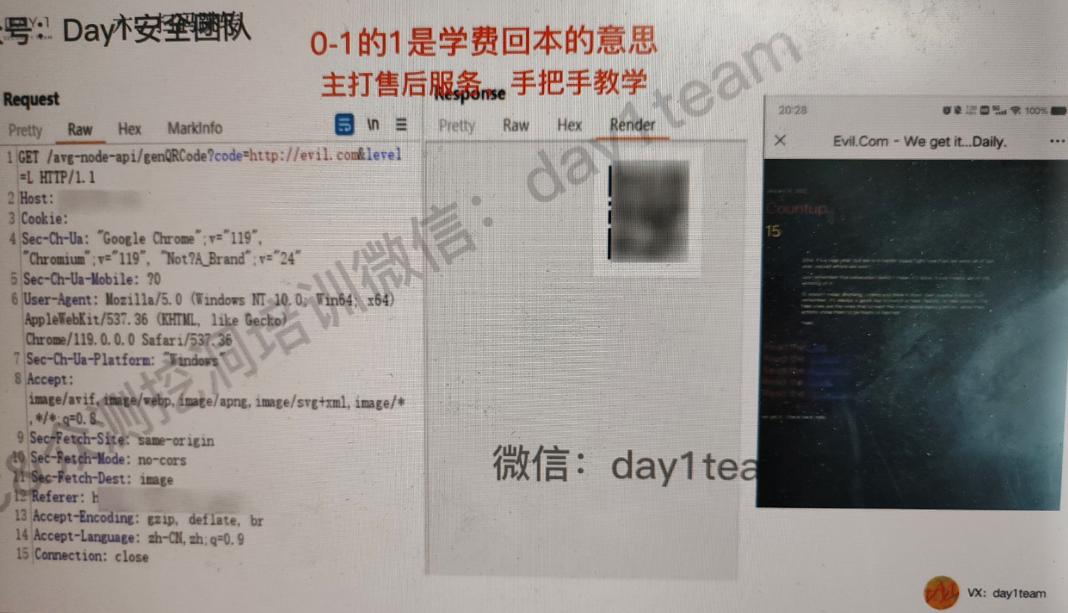 号：Day1安全团队
0-1的1是学费回本的意思
主打售后服务，手把手教学
Request
Pretty Raw Hex MarkInfo
\n
1 GET /avg-node-api/genQRCode?code=http://evil.com&level
=L HTTP/1.1
2 Host:
3 Cookie:
4 Sec-Ch-Ua: "Google Chrome";v="119",
"Chromium";v="119", "Not?A_Brand";v="24"
5 Sec-Ch-Ua-Mobile: ?0
6 User-Agent: Mozilla/5.0 (Windows NT 10.0; Win64; x64)
AppleWebKit/537.36 (KHTML, like Gecko)
Chrome/119.0.0.0 Safari/537.36
7 Sec-Ch-Ua-Platform: "Windows"
8 Accept:
image/avif,image/webp,image/apng,image/svg+xml,image/*
,*/*;q=0.8
9 Sec-Fetch-Site: same-origin
10 Sec-Fetch-Mode: no-cors
11 Sec-Fetch-Dest: image
12 Referer: h
13 Accept-Encoding: gzip, deflate, br
14 Accept-Language: zh-CN,zh;q=0.9
15 Connection: close
Response
Pretty Raw Hex Render
众测挖洞培训微信：day1team
微信：day1tea
20:28
100%
Evil.Com - We get it...Daily.
Countup
15
VX: day1team